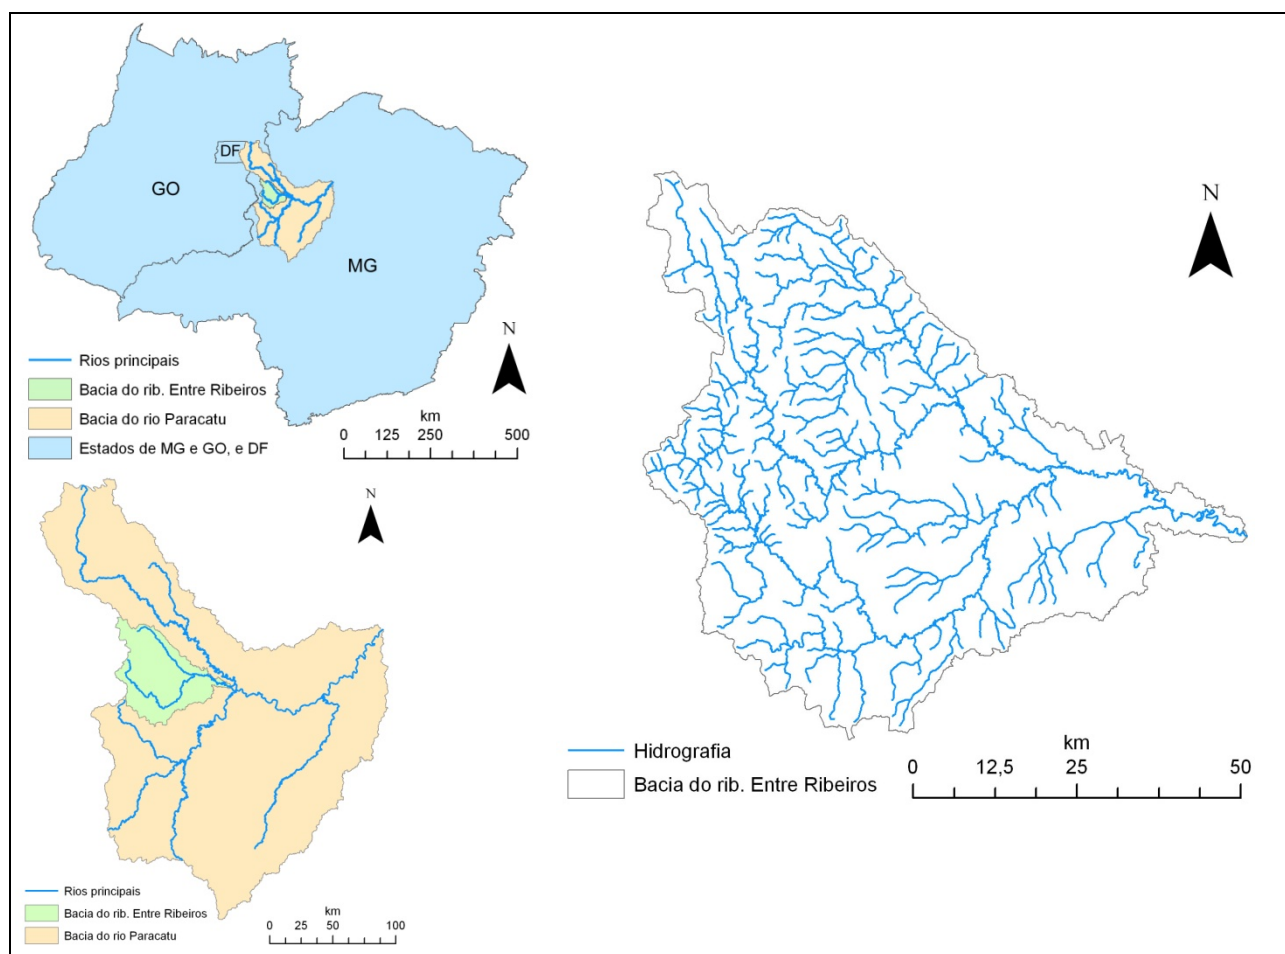 DF
GO
MG
N
Rios principais
Bacia do rib. Entre Ribeiros
Bacia do rio Paracatu
Estados de MG e GO, e DF
km
0 125 250 500
N
Rios principais
Bacia do rib. Entre Ribeiros
Bacia do rio Paracatu
km
0 25 50 100
N
Hidrografia
Bacia do rib. Entre Ribeiros
km
0 12,5 25 50